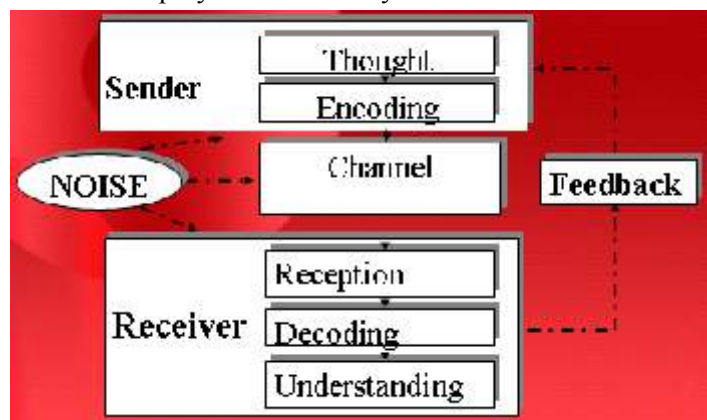 Thought
Sender
Encoding
Channel
NOISE
Feedback
Reception
Receiver
Decoding
Understanding